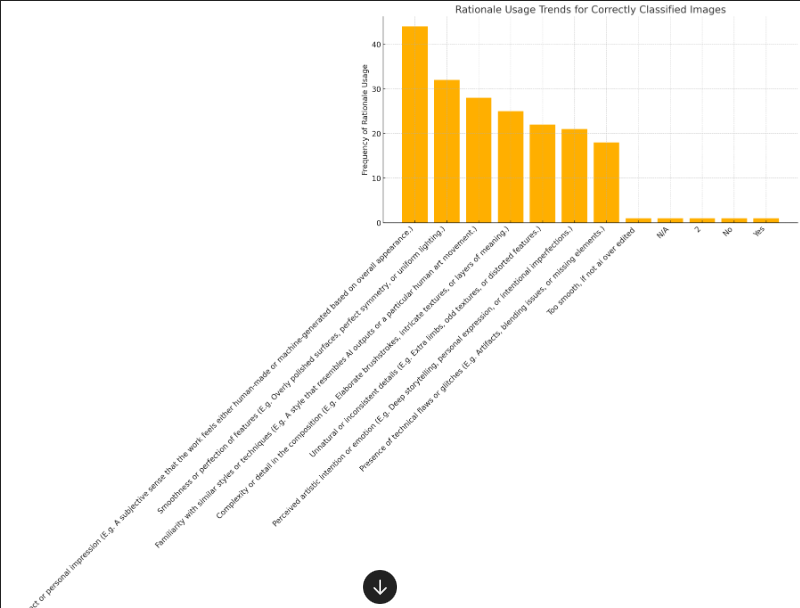 Rationale Usage Trends for Correctly Classified Images
Frequency of Rationale Usage
40
30
20
10
0
or personal impression (E.g. A subjective sense that the work feels either human-made or machine-generated based on overall appearance.)
Smoothness or perfection of features (E.g. Overly polished surfaces, perfect symmetry, or uniform lighting.)
Familiarity with similar styles or techniques (E.g. A style that resembles AI outputs or a particular human art movement.)
Complexity or detail in the composition (E.g. Elaborate brushstrokes, intricate textures, or layers of meaning.)
Unnatural or inconsistent details (E.g. Extra limbs, odd textures, or distorted features.)
Perceived artistic intention or emotion (E.g. Deep storytelling, personal expression, or intentional imperfections.)
Presence of technical flaws or glitches (E.g. Artifacts, blending issues, or missing elements.)
Too smooth, if not ai over edited
N/A
2
No
Yes